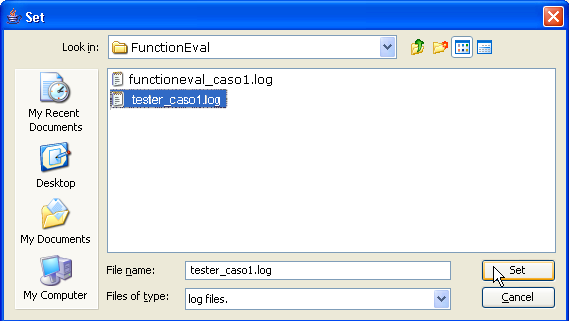 Set
Look in: FunctionEval
functioneval_caso1.log
tester_caso1.log
My Recent
Documents
Desktop
My Documents
My Computer
File name: tester_caso1.log
Set
Files of type: log files.
Cancel